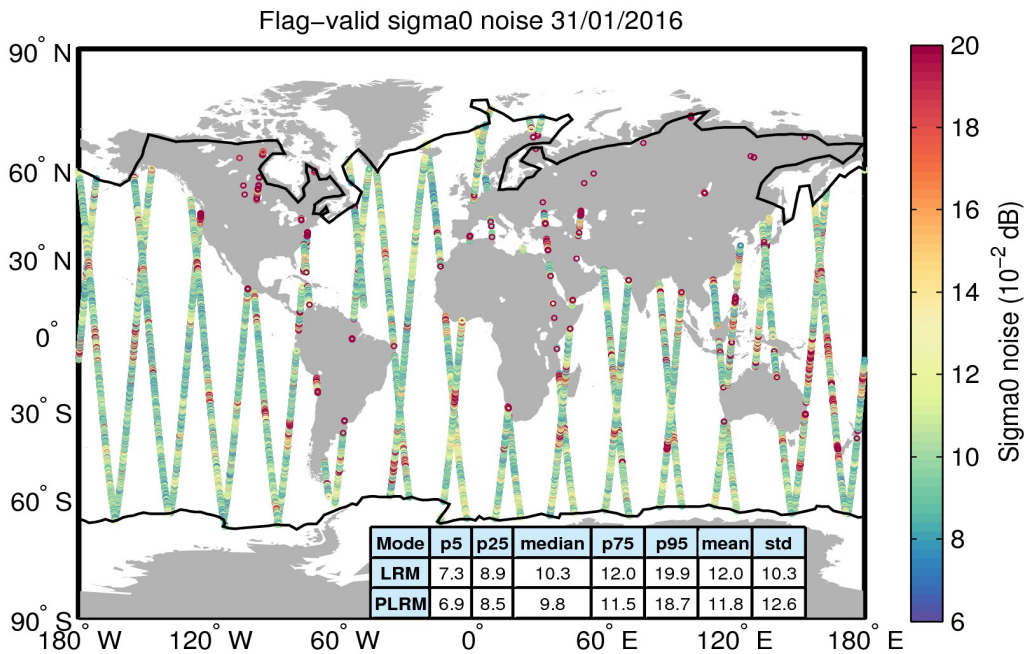 Flag−valid sigma0 noise 31/01/2016
90° N
60° N
30° N
0°
30° S
60° S
90° S
180° W
120° W
60° W
0°
60° E
120° E
180° E
Mode p5 p25 median p75 p95 mean std
LRM 7.3 8.9 10.3 12.0 19.9 12.0 10.3
PLRM 6.9 8.5 9.8 11.5 18.7 11.8 12.6
20
18
16
14
12
10
8
6
Sigma0 noise (10⁻² dB)